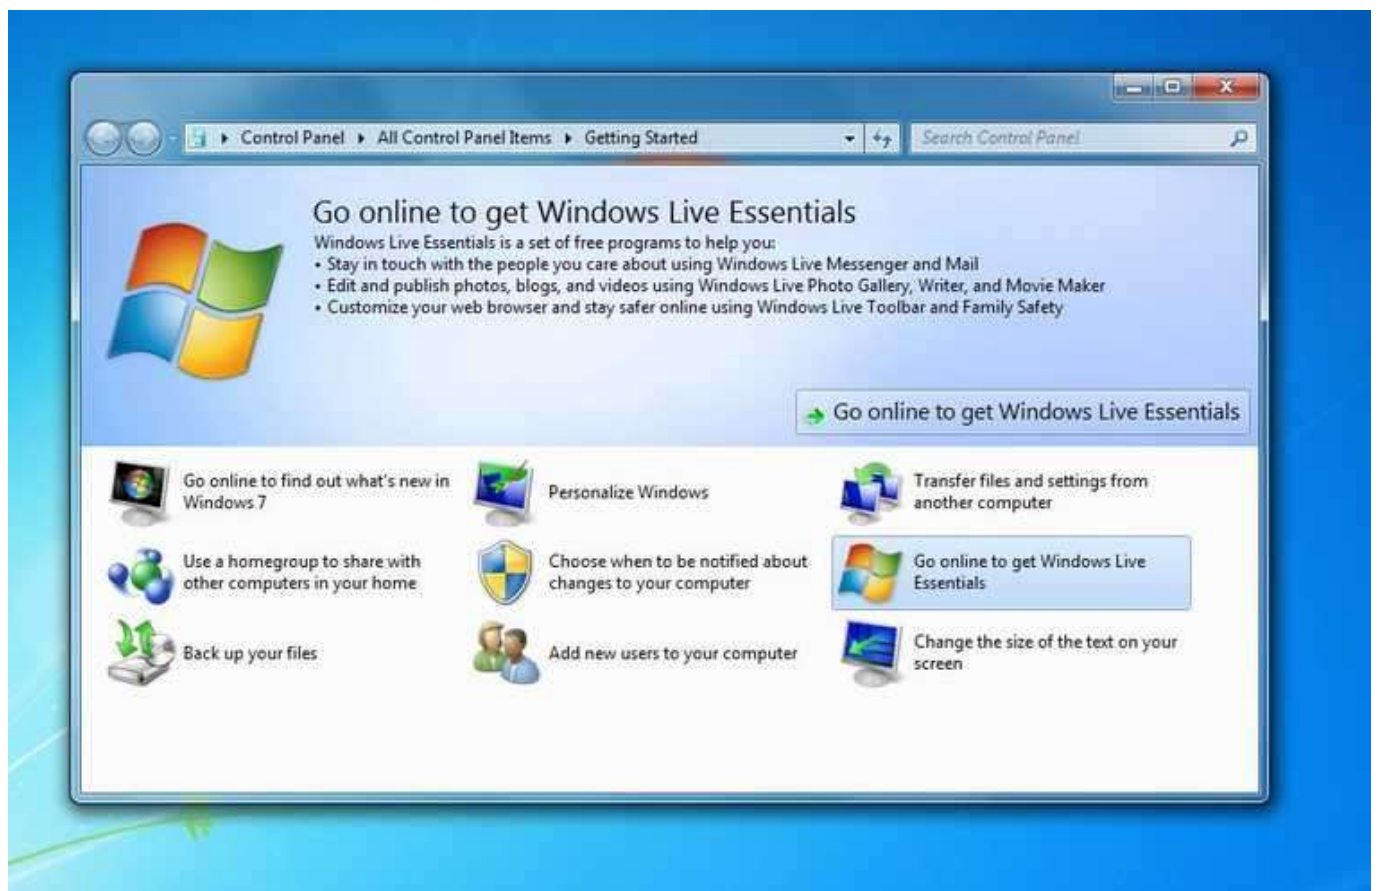 Control Panel ▸ All Control Panel Items ▸ Getting Started
Search Control Panel
Go online to get Windows Live Essentials
Windows Live Essentials is a set of free programs to help you:
• Stay in touch with the people you care about using Windows Live Messenger and Mail
• Edit and publish photos, blogs, and videos using Windows Live Photo Gallery, Writer, and Movie Maker
• Customize your web browser and stay safer online using Windows Live Toolbar and Family Safety
Go online to get Windows Live Essentials
Go online to find out what's new in
Windows 7
Personalize Windows
Transfer files and settings from
another computer
Use a homegroup to share with
other computers in your home
Choose when to be notified about
changes to your computer
Go online to get Windows Live
Essentials
Back up your files
Add new users to your computer
Change the size of the text on your
screen